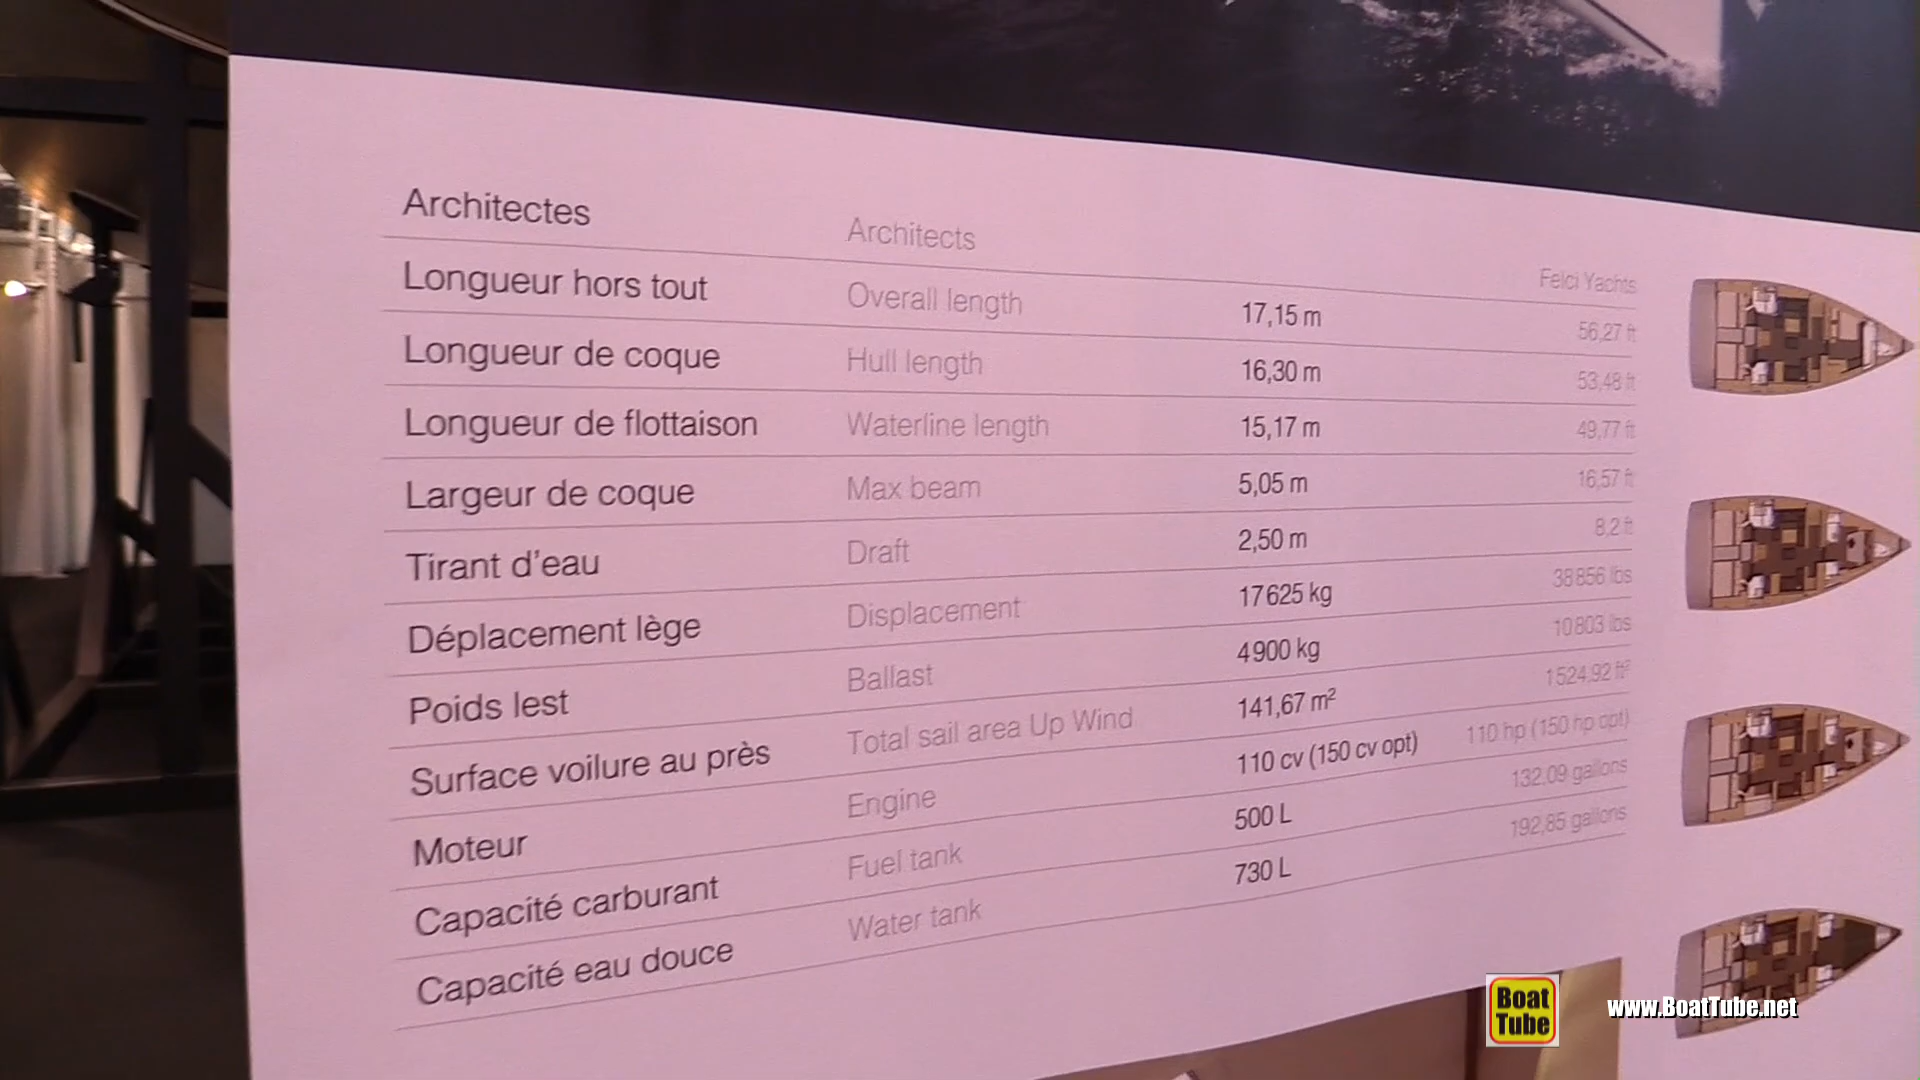 Architectes Architects Felci Yachts
Longueur hors tout Overall length 17,15 m 56,27 ft
Longueur de coque Hull length 16,30 m 53,48 ft
Longueur de flottaison Waterline length 15,17 m 49,77 ft
Largeur de coque Max beam 5,05 m 16,57 ft
Tirant d'eau Draft 2,50 m 8,2 ft
Déplacement lège Displacement 17625 kg 38856 lbs
Poids lest Ballast 4900 kg 10803 lbs
Surface voilure au près Total sail area Up Wind 141,67 m² 1524,92 ft²
Moteur Engine 110 cv (150 cv opt) 110 hp (150 hp opt)
Capacité carburant Fuel tank 500 L 132,09 gallons
Capacité eau douce Water tank 730 L 192,85 gallons
Boat
Tube
www.BoatTube.net